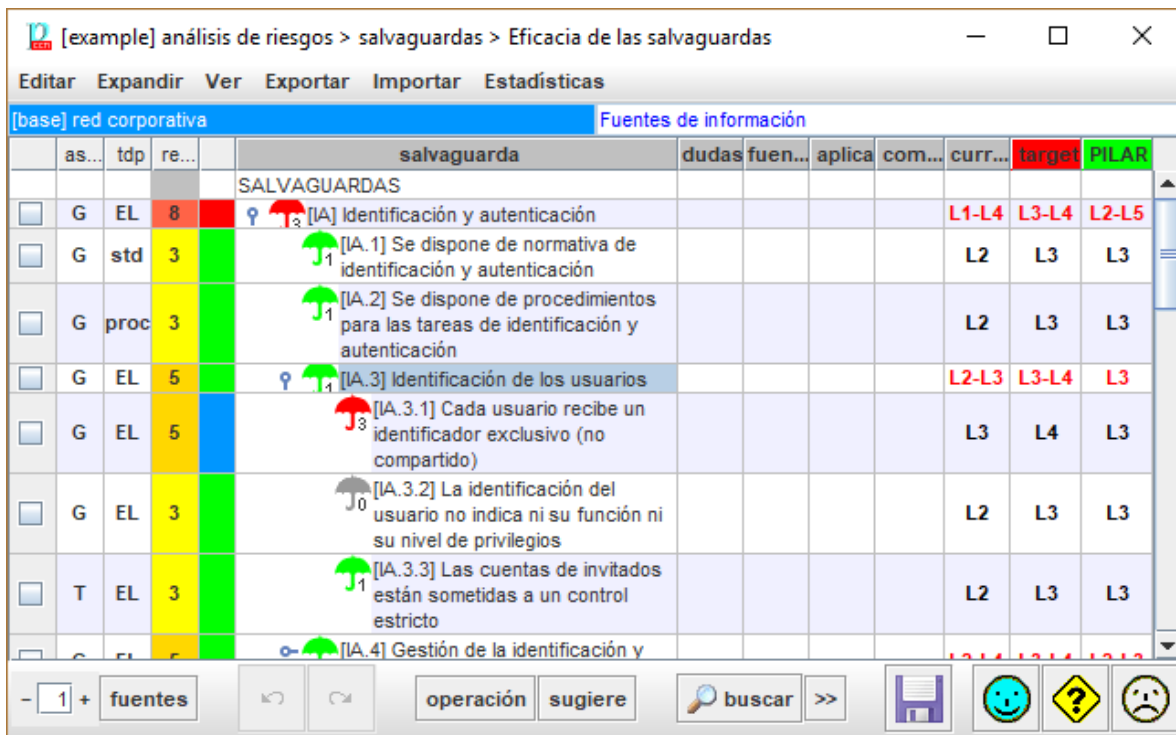 [example] análisis de riesgos > salvaguardas > Eficacia de las salvaguardas
Editar Expandir Ver Exportar Importar Estadísticas
[base] red corporativa Fuentes de información
as... tdp re... salvaguarda dudas fuen... aplica com... curr... target PILAR
SALVAGUARDAS
G EL 8 3 [IA] Identificación y autenticación L1-L4 L3-L4 L2-L5
G std 3 1 [IA.1] Se dispone de normativa de
identificación y autenticación L2 L3 L3
G proc 3 1 [IA.2] Se dispone de procedimientos
para las tareas de identificación y
autenticación L2 L3 L3
G EL 5 1 [IA.3] Identificación de los usuarios L2-L3 L3-L4 L3
G EL 5 3 [IA.3.1] Cada usuario recibe un
identificador exclusivo (no
compartido) L3 L4 L3
G EL 3 0 [IA.3.2] La identificación del
usuario no indica ni su función ni
su nivel de privilegios L2 L3 L3
T EL 3 1 [IA.3.3] Las cuentas de invitados
están sometidas a un control
estricto L2 L3 L3
[IA.4] Gestión de la identificación y
- 1 + fuentes operación sugiere buscar >>